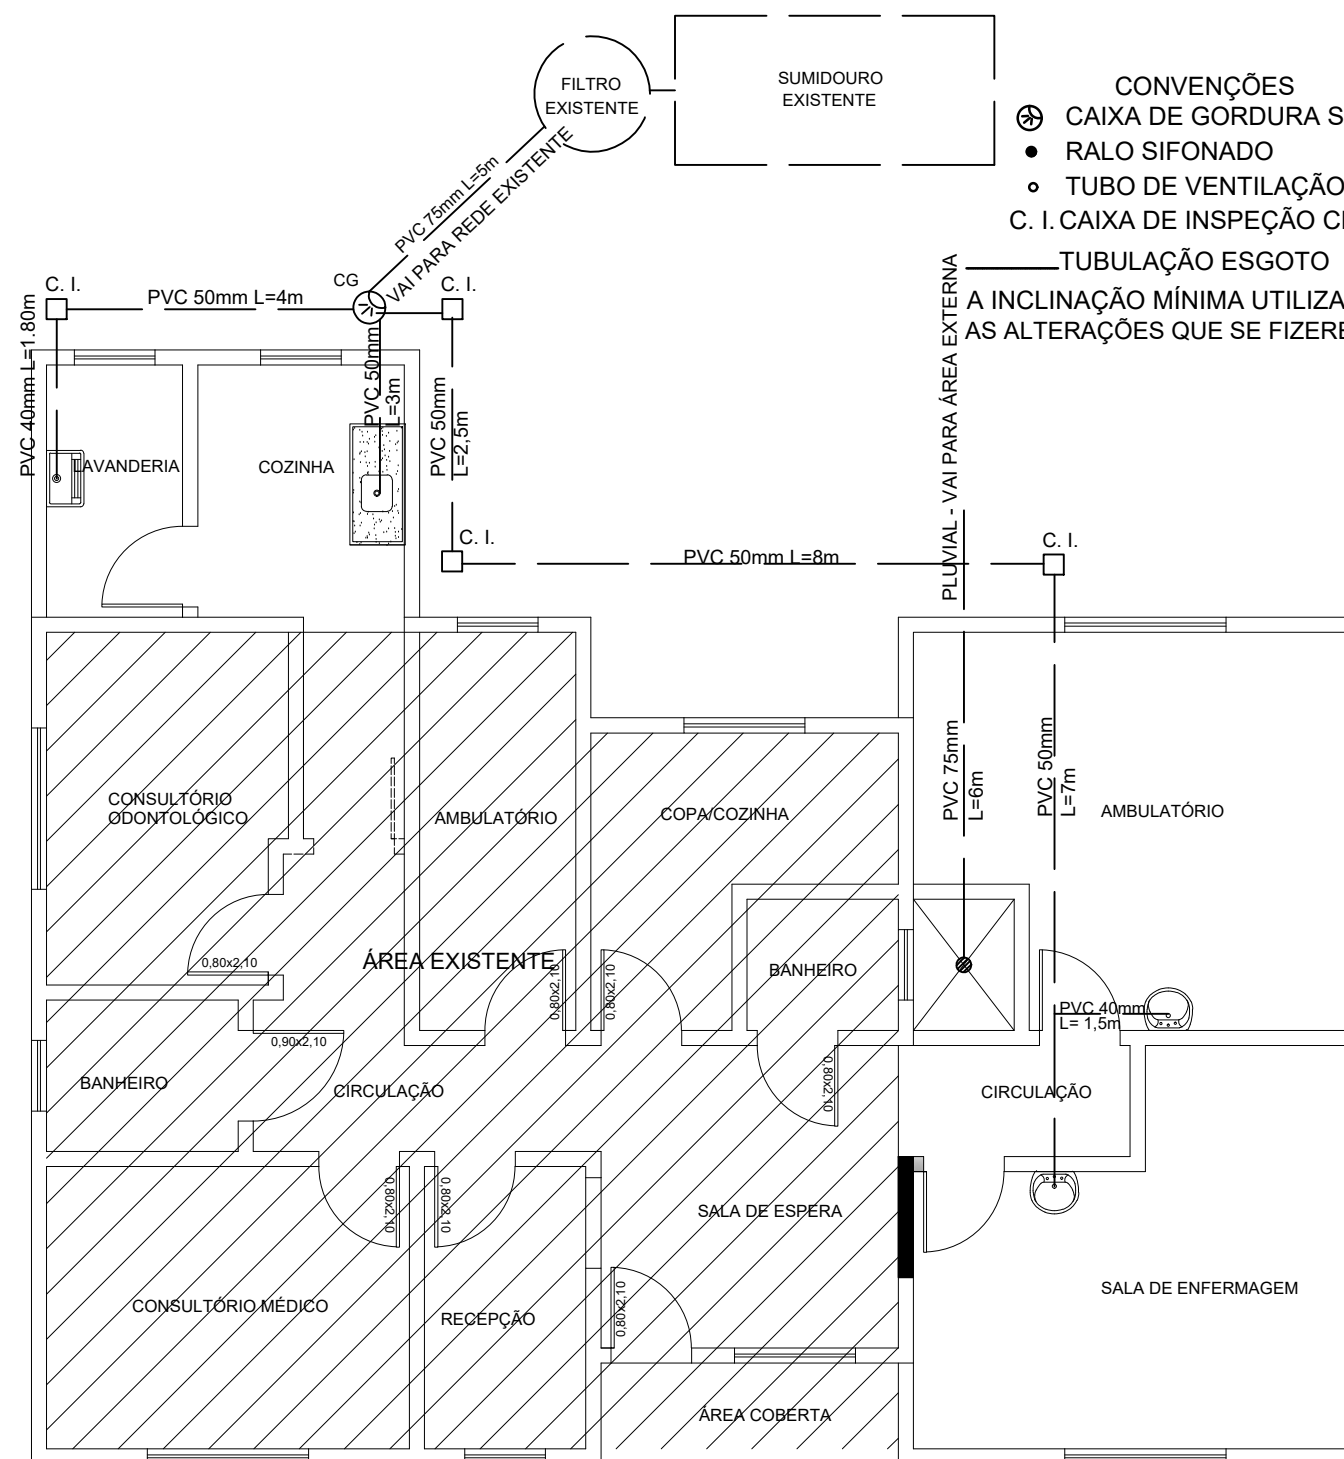 FILTRO
EXISTENTE
SUMIDOURO
EXISTENTE
CONVENÇÕES
CAIXA DE GORDURA S
RALO SIFONADO
TUBO DE VENTILAÇÃO
C. I. CAIXA DE INSPEÇÃO
TUBULAÇÃO ESGOTO
A INCLINAÇÃO MÍNIMA
AS ALTERAÇÕES QUE SE
PVC 75mm L=5m
VAI PARA REDE EXISTENTE
CG
C. I.
C. I.
PVC 50mm L=4m
PVC 40mm L=1.80m
PVC 50mm
L=3m
PVC 50mm
L=2,5m
LAVANDERIA
COZINHA
C. I.
PVC 50mm L=8m
C. I.
PLUVIAL - VAI PARA ÁREA EXTERNA
PVC 75mm
L=6m
PVC 50mm
L=7m
CONSULTÓRIO
ODONTOLÓGICO
AMBULATÓRIO
COPA/COZINHA
AMBULATÓRIO
0,80x2,10
ÁREA EXISTENTE
0,80x2,10
0,80x2,10
BANHEIRO
PVC 40mm
L= 1,5m
0,90x2,10
BANHEIRO
CIRCULAÇÃO
0,80x2,10
CIRCULAÇÃO
0,80x2,10
0,80x2,10
SALA DE ESPERA
CONSULTÓRIO MÉDICO
RECEPÇÃO
0,80x2,10
SALA DE ENFERMAGEM
ÁREA COBERTA